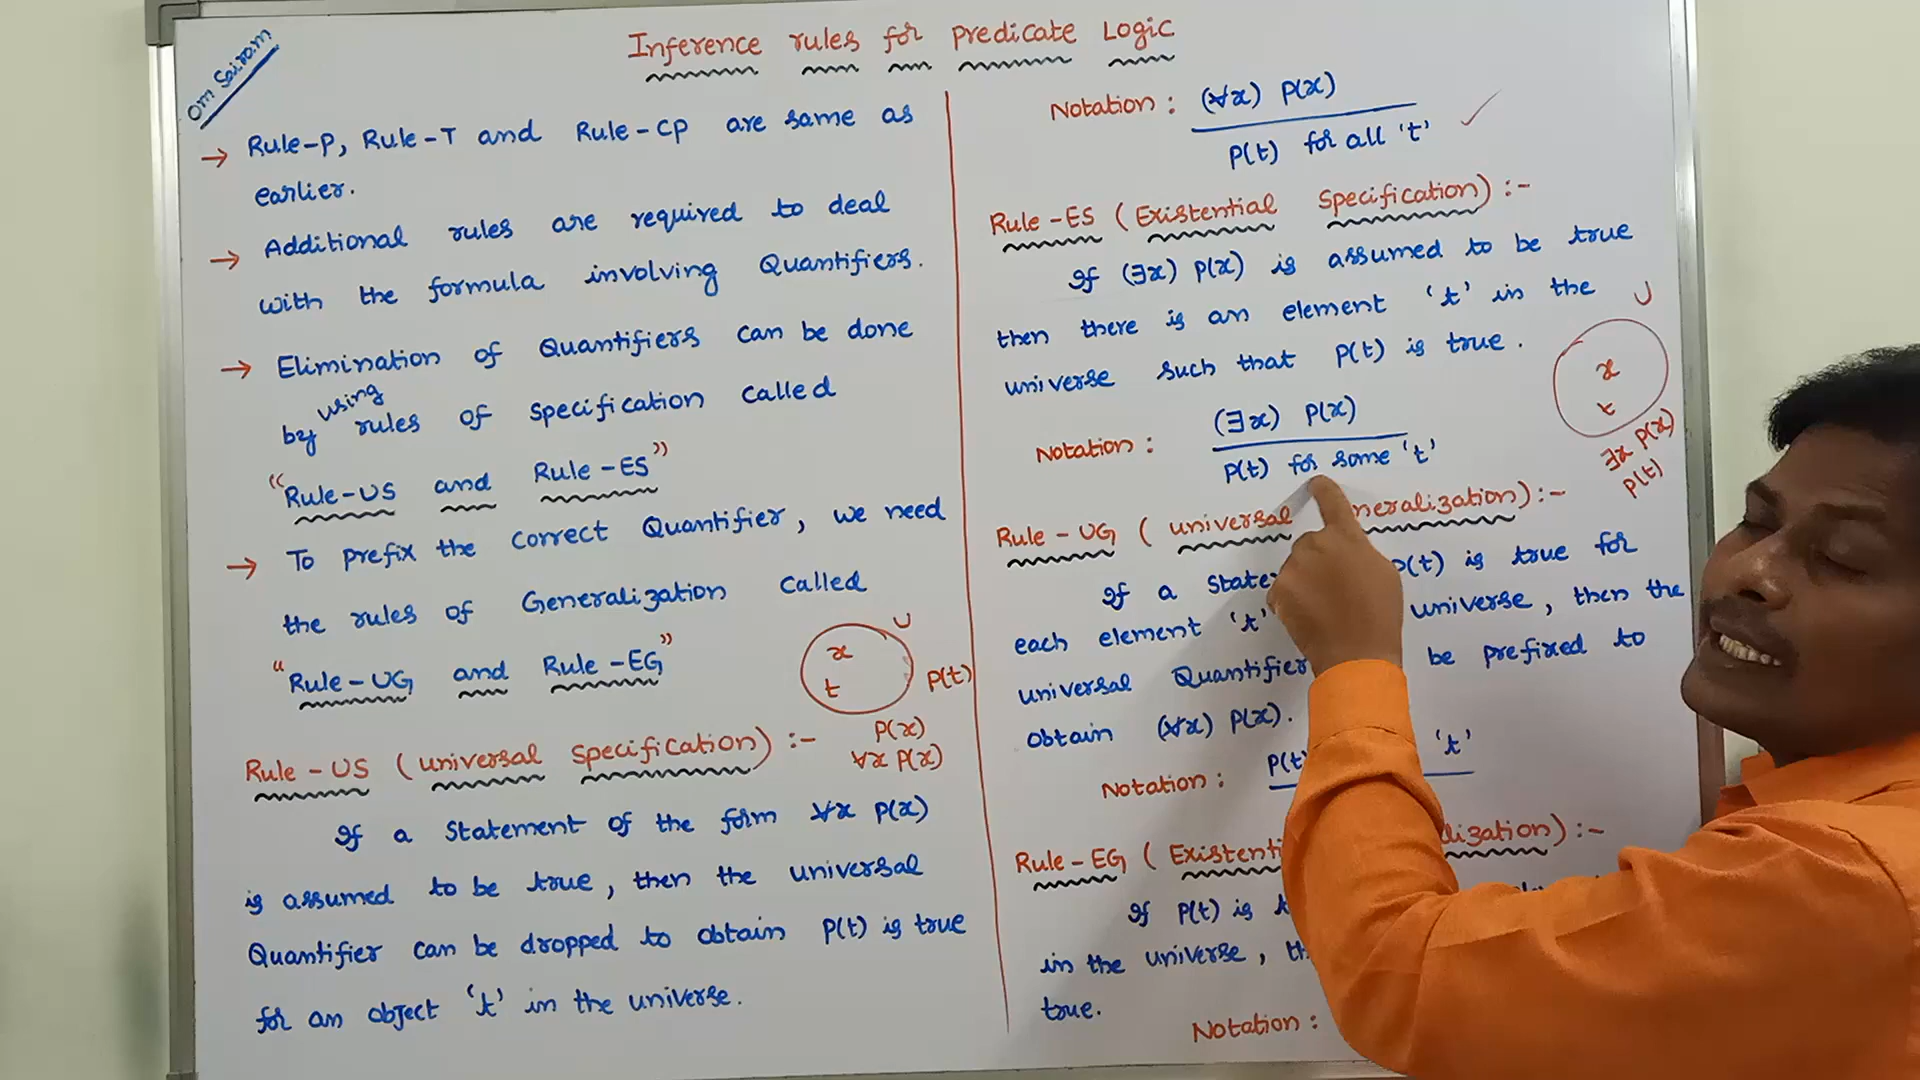 Om Sairam
Inference rules for predicate Logic
→ Rule-P, Rule-T and Rule-CP are same as
earlier.
→ Additional rules are required to deal
with the formula involving Quantifiers.
→ Elimination of Quantifiers can be done
by using rules of specification called
"Rule-US and Rule-ES"
→ To prefix the correct Quantifier, we need
the rules of Generalization called
"Rule-UG and Rule-EG"
U
x
t
P(t)
P(x)
∀x P(x)
Rule-US (universal specification) :-
If a statement of the form ∀x P(x)
is assumed to be true, then the universal
Quantifier can be dropped to obtain P(t) is true
for an object 't' in the universe.
Notation : (∀x) P(x)
P(t) for all 't'
Rule-ES (Existential Specification) :-
If (∃x) P(x) is assumed to be true
then there is an element 't' in the
universe such that P(t) is true.
U
x
t
∃x P(x)
P(t)
Notation : (∃x) P(x)
P(t) for some 't'
Rule-UG (universal neralization) :-
If a State P(t) is true for
each element 't' universe, then the
universal Quantifier be prefixed to
obtain (∀x) P(x).
Notation : P(t) 't'
Rule-EG (Existenti lization) :-
If P(t) is
in the universe,
true.
Notation :